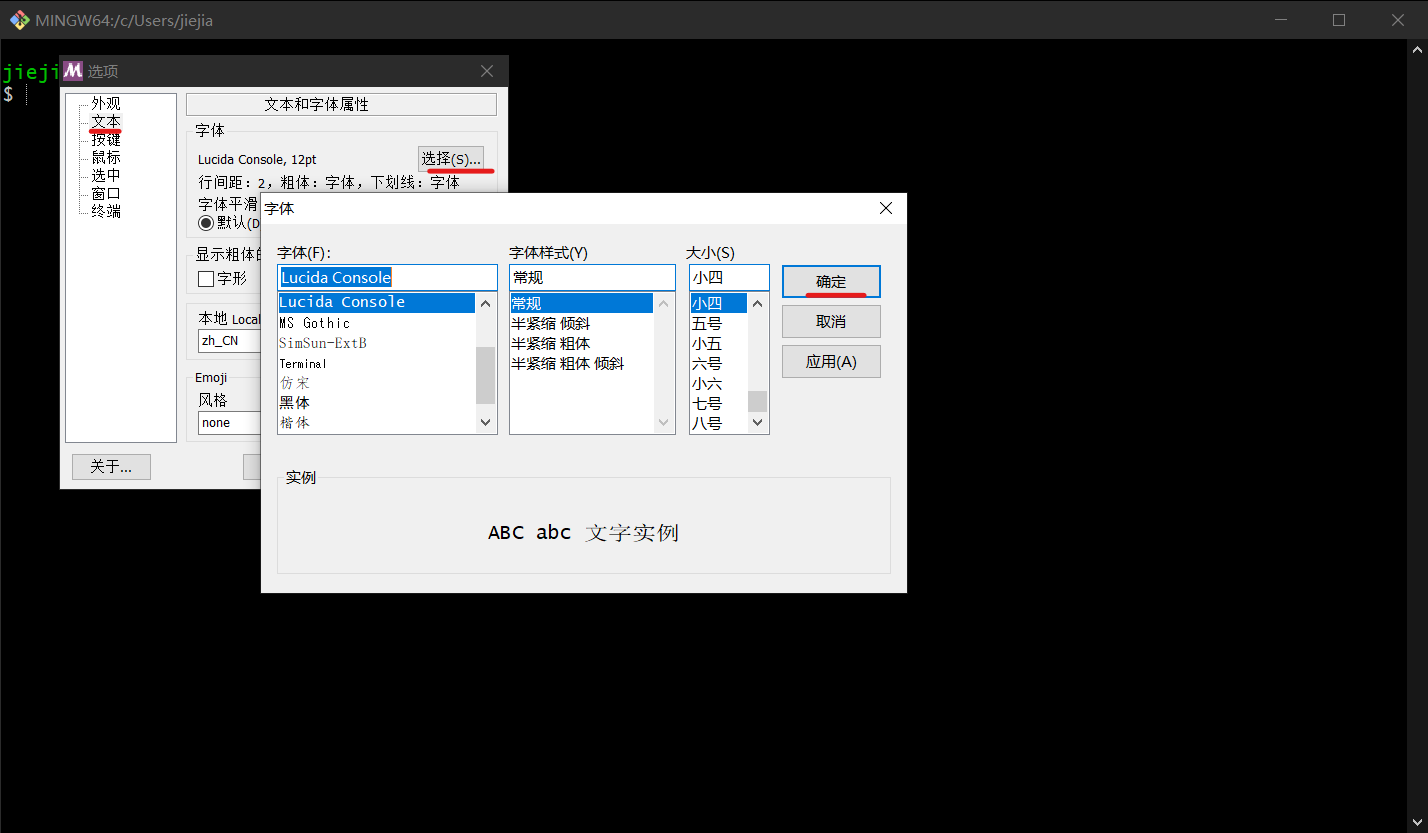 MINGW64:/c/Users/jiejia
jieji
$
选项
外观
文本
按键
鼠标
选中
窗口
终端
文本和字体属性
字体
Lucida Console, 12pt
选择(S)...
行间距：2，粗体：字体，下划线：字体
字体平滑
默认(D
显示粗体的
字形
本地 Local
zh_CN
Emoji
风格
none
关于...
字体
字体(F):
Lucida Console
Lucida Console
MS Gothic
SimSun-ExtB
Terminal
仿宋
黑体
楷体
字体样式(Y)
常规
常规
半紧缩 倾斜
半紧缩 粗体
半紧缩 粗体 倾斜
大小(S)
小四
小四
五号
小五
六号
小六
七号
八号
确定
取消
应用(A)
实例
ABC abc 文字实例